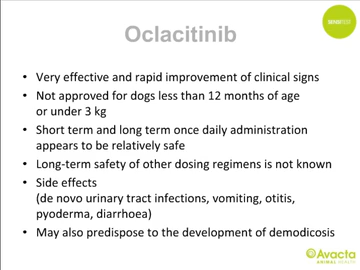 Oclacitinib
• Very effective and rapid improvement of clinical signs
• Not approved for dogs less than 12 months of age
or under 3 kg
• Short term and long term once daily administration
appears to be relatively safe
• Long-term safety of other dosing regimens is not known
• Side effects
(de novo urinary tract infections, vomiting, otitis,
pyoderma, diarrhoea)
• May also predispose to the development of demodicosis
Avacta
ANIMAL HEALTH